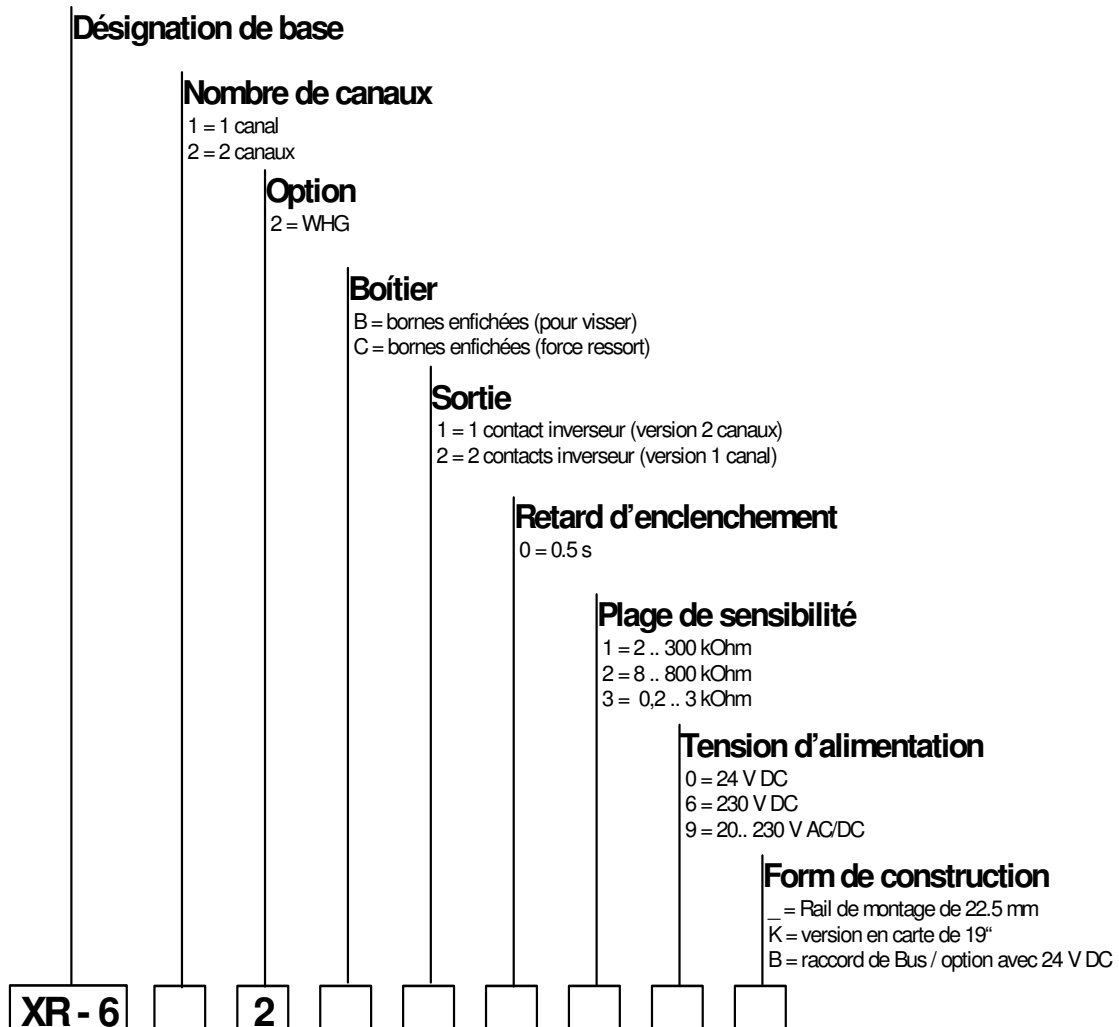 Désignation de base
Nombre de canaux
1 = 1 canal
2 = 2 canaux
Option
2 = WHG
Boítier
B = bornes enfichées (pour visser)
C = bornes enfichées (force ressort)
Sortie
1 = 1 contact inverseur (version 2 canaux)
2 = 2 contacts inverseur (version 1 canal)
Retard d’enclenchement
0 = 0.5 s
Plage de sensibilité
1 = 2 .. 300 kOhm
2 = 8 .. 800 kOhm
3 = 0,2 .. 3 kOhm
Tension d’alimentation
0 = 24 V DC
6 = 230 V DC
9 = 20.. 230 V AC/DC
Form de construction
_ = Rail de montage de 22.5 mm
K = version en carte de 19“
B = raccord de Bus / option avec 24 V DC
XR - 6 2